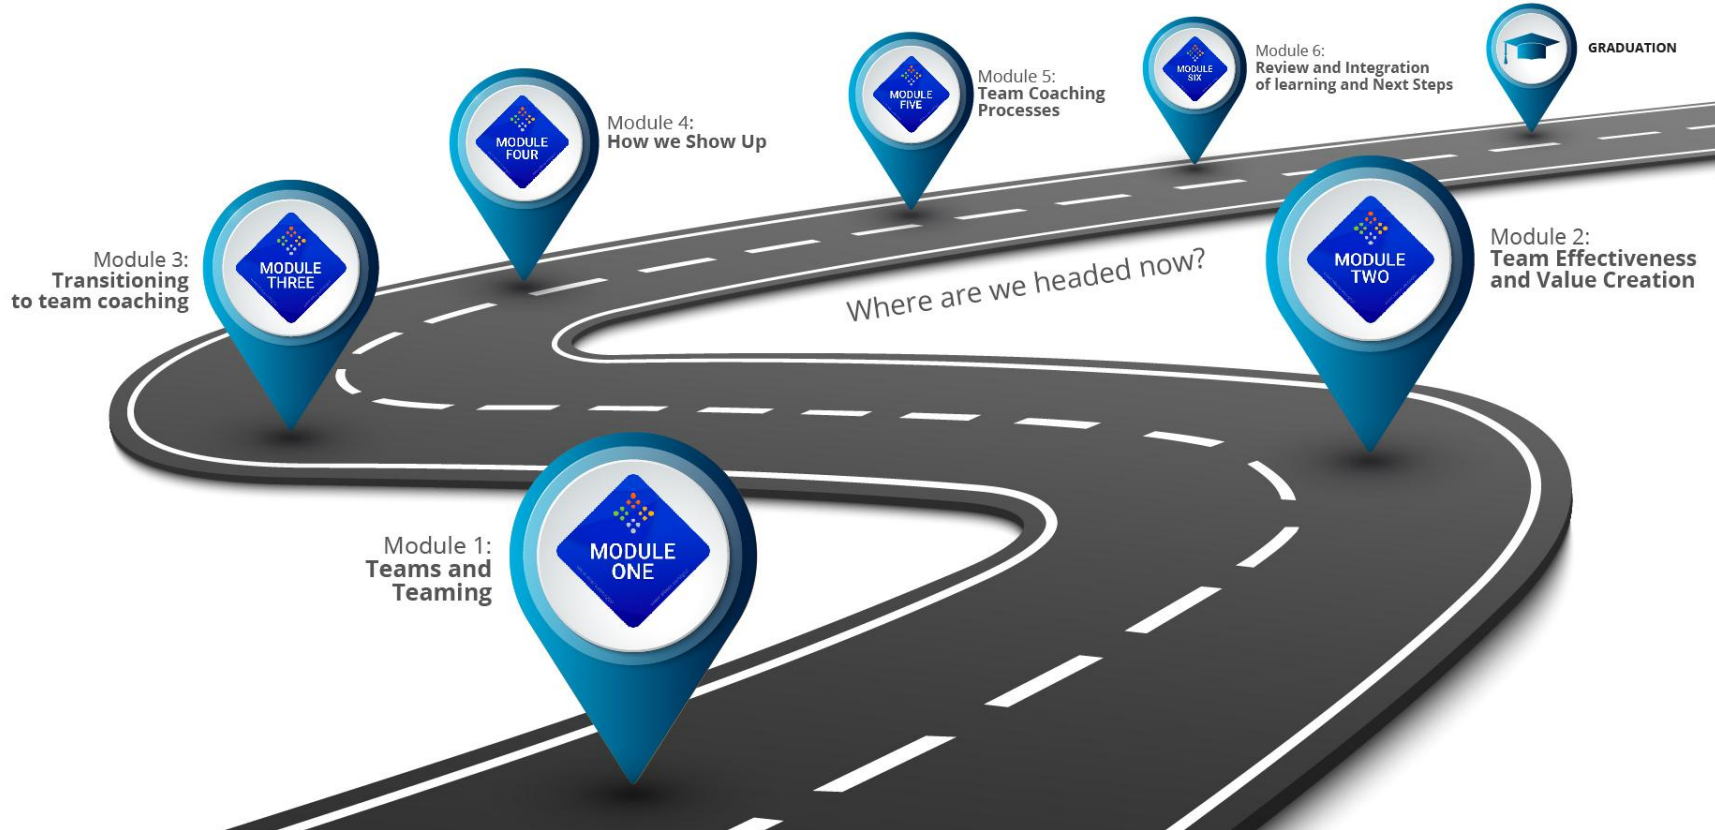 Module 1:
Teams and
Teaming
MODULE
ONE
Module 2:
Team Effectiveness
and Value Creation
MODULE
TWO
Module 3:
Transitioning
to team coaching
MODULE
THREE
Module 4:
How we Show Up
MODULE
FOUR
Where are we headed now?
Module 5:
Team Coaching
Processes
MODULE
FIVE
Module 6:
Review and Integration
of learning and Next Steps
MODULE
SIX
GRADUATION